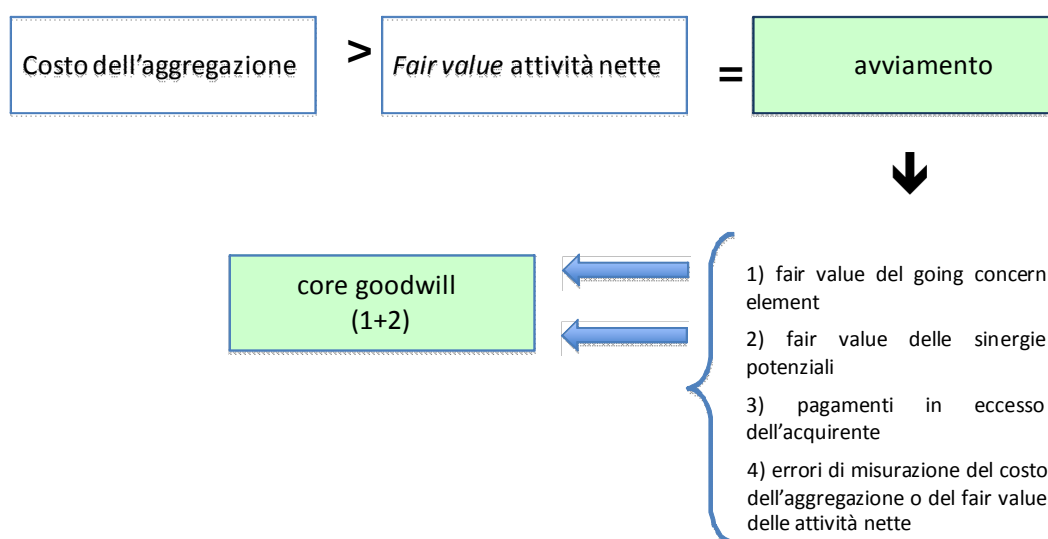 Costo dell'aggregazione > Fair value attività nette = avviamento
core goodwill
(1+2)
1) fair value del going concern
element
2) fair value delle sinergie
potenziali
3) pagamenti in eccesso
dell'acquirente
4) errori di misurazione del costo
dell'aggregazione o del fair value
delle attività nette